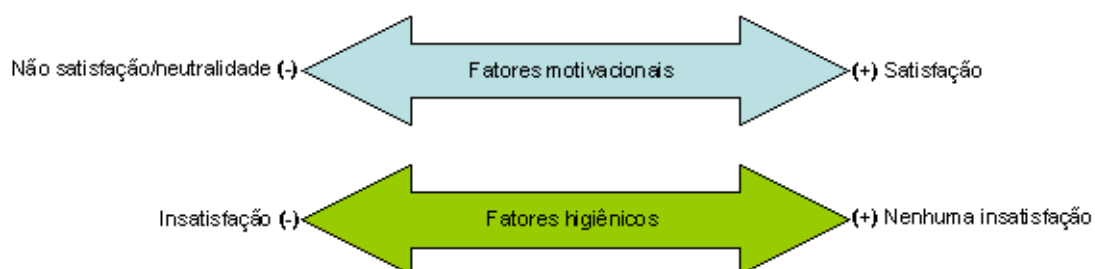 Não satisfação/neutralidade (-) Fatores motivacionais (+) Satisfação
Insatisfação (-) Fatores higiênicos (+) Nenhuma insatisfação